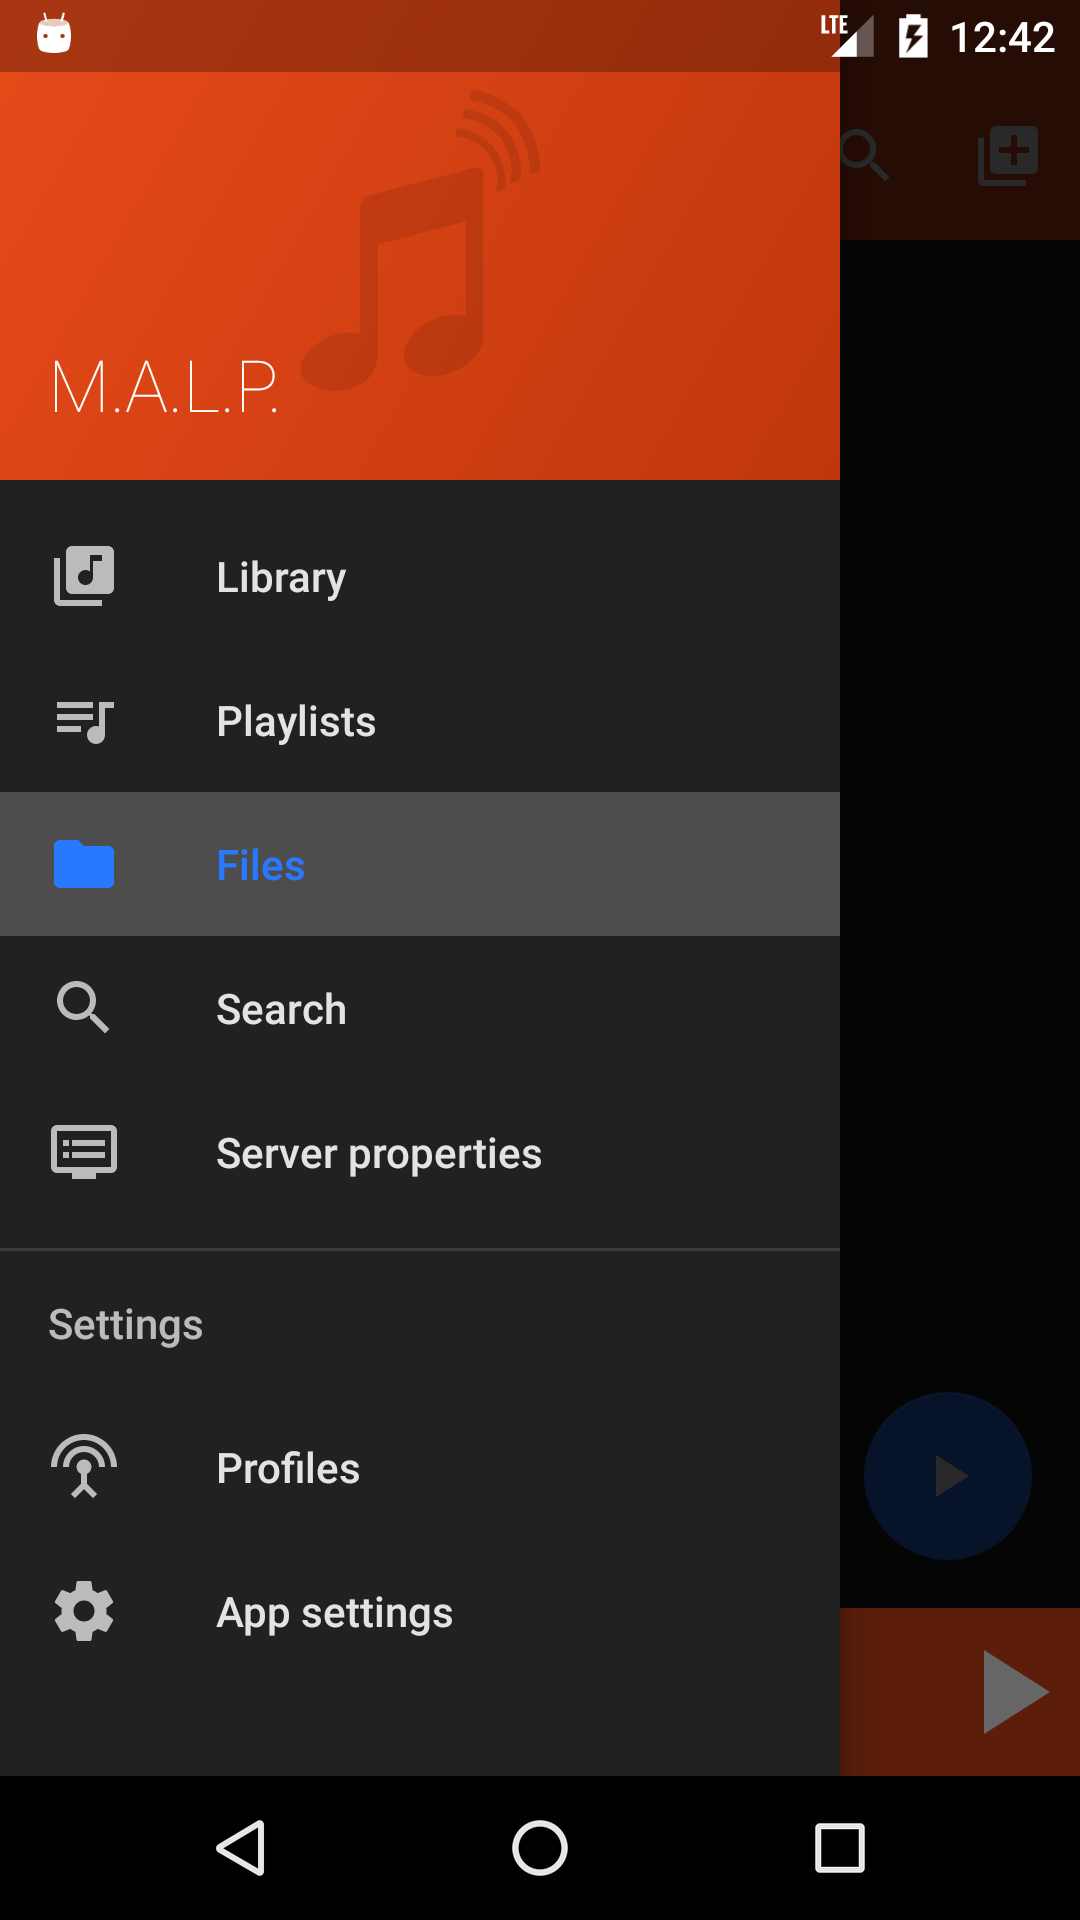 LTE 12:42
M.A.L.P.
Library
Playlists
Files
Search
Server properties
Settings
Profiles
App settings